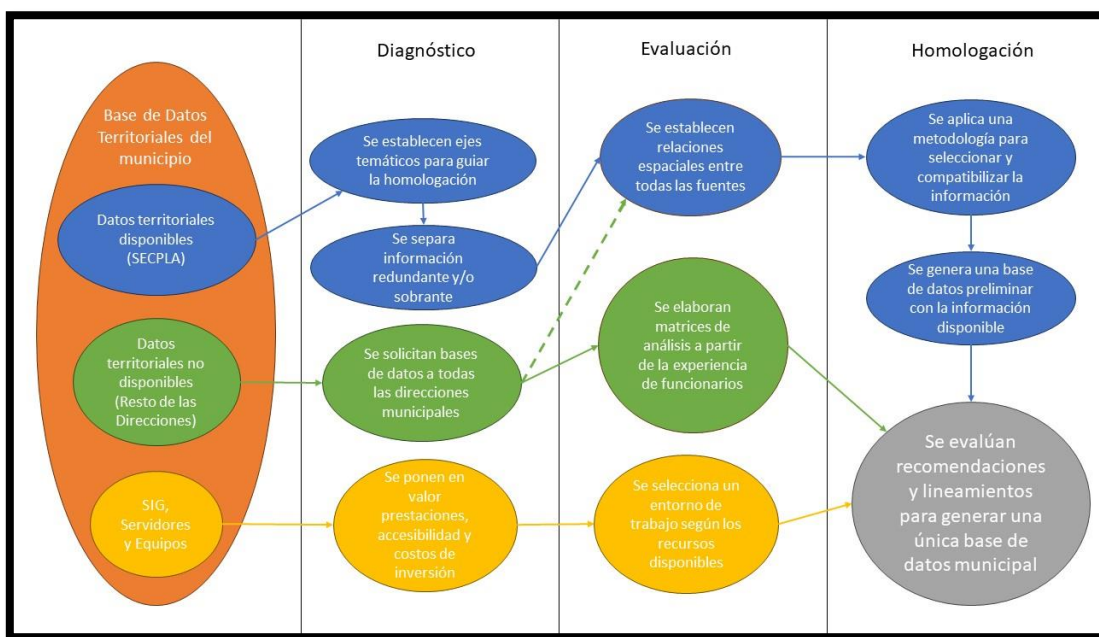 Diagnóstico
Evaluación
Homologación
Base de Datos
Territoriales del
municipio
Datos territoriales
disponibles
(SECPLA)
Datos
territoriales no
disponibles
(Resto de las
Direcciones)
SIG,
Servidores
y Equipos
Se establecen ejes
temáticos para guiar
la homologación
Se separa
información
redundante y/o
sobrante
Se solicitan bases
de datos a todas
las direcciones
municipales
Se ponen en
valor
prestaciones,
accesibilidad y
costos de
inversión
Se establecen
relaciones
espaciales entre
todas las fuentes
Se elaboran
matrices de
análisis a partir
de la experiencia
de funcionarios
Se selecciona un
entorno de
trabajo según los
recursos
disponibles
Se aplica una
metodología para
seleccionar y
compatibilizar la
información
Se genera una base
de datos preliminar
con la información
disponible
Se evalúan
recomendaciones
y lineamientos
para generar una
única base de
datos municipal